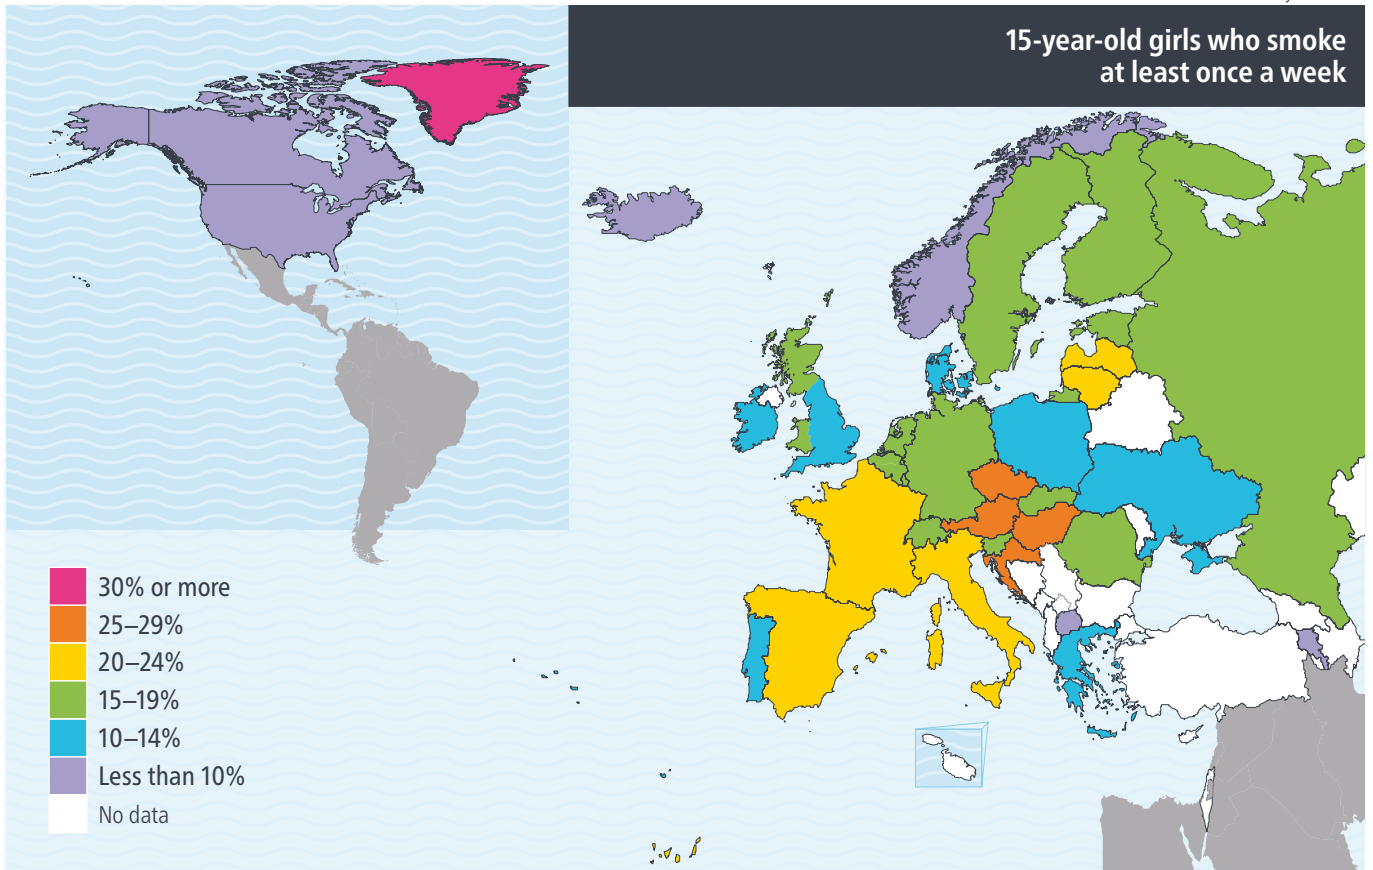 15-year-old girls who smoke
at least once a week
30% or more
25–29%
20–24%
15–19%
10–14%
Less than 10%
No data